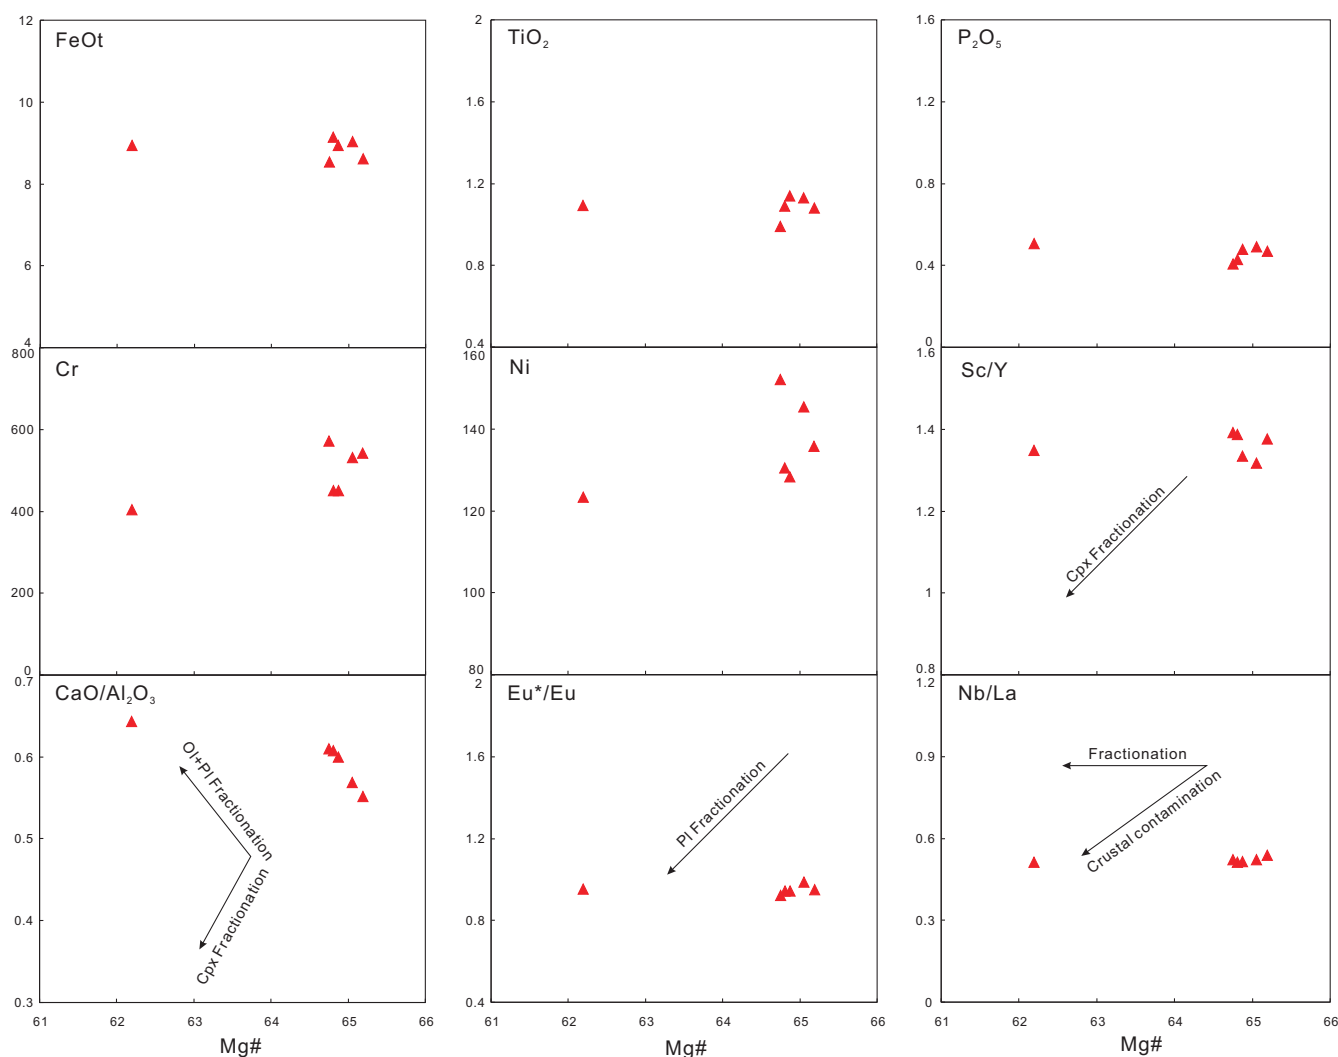 FeOt
12
10
8
6
4
TiO₂
2
1.6
1.2
0.8
0.4
P₂O₅
1.6
1.2
0.8
0.4
0
Cr
800
600
400
200
0
Ni
160
140
120
100
80
Sc/Y
1.6
1.4
1.2
1
0.8
Cpx Fractionation
CaO/Al₂O₃
0.7
0.6
0.5
0.4
0.3
Ol+Pl Fractionation
Cpx Fractionation
61 62 63 64 65 66
Mg#
Eu*/Eu
2
1.6
1.2
0.8
0.4
Pl Fractionation
61 62 63 64 65 66
Mg#
Nb/La
1.2
0.9
0.6
0.3
0
Fractionation
Crustal contamination
61 62 63 64 65 66
Mg#